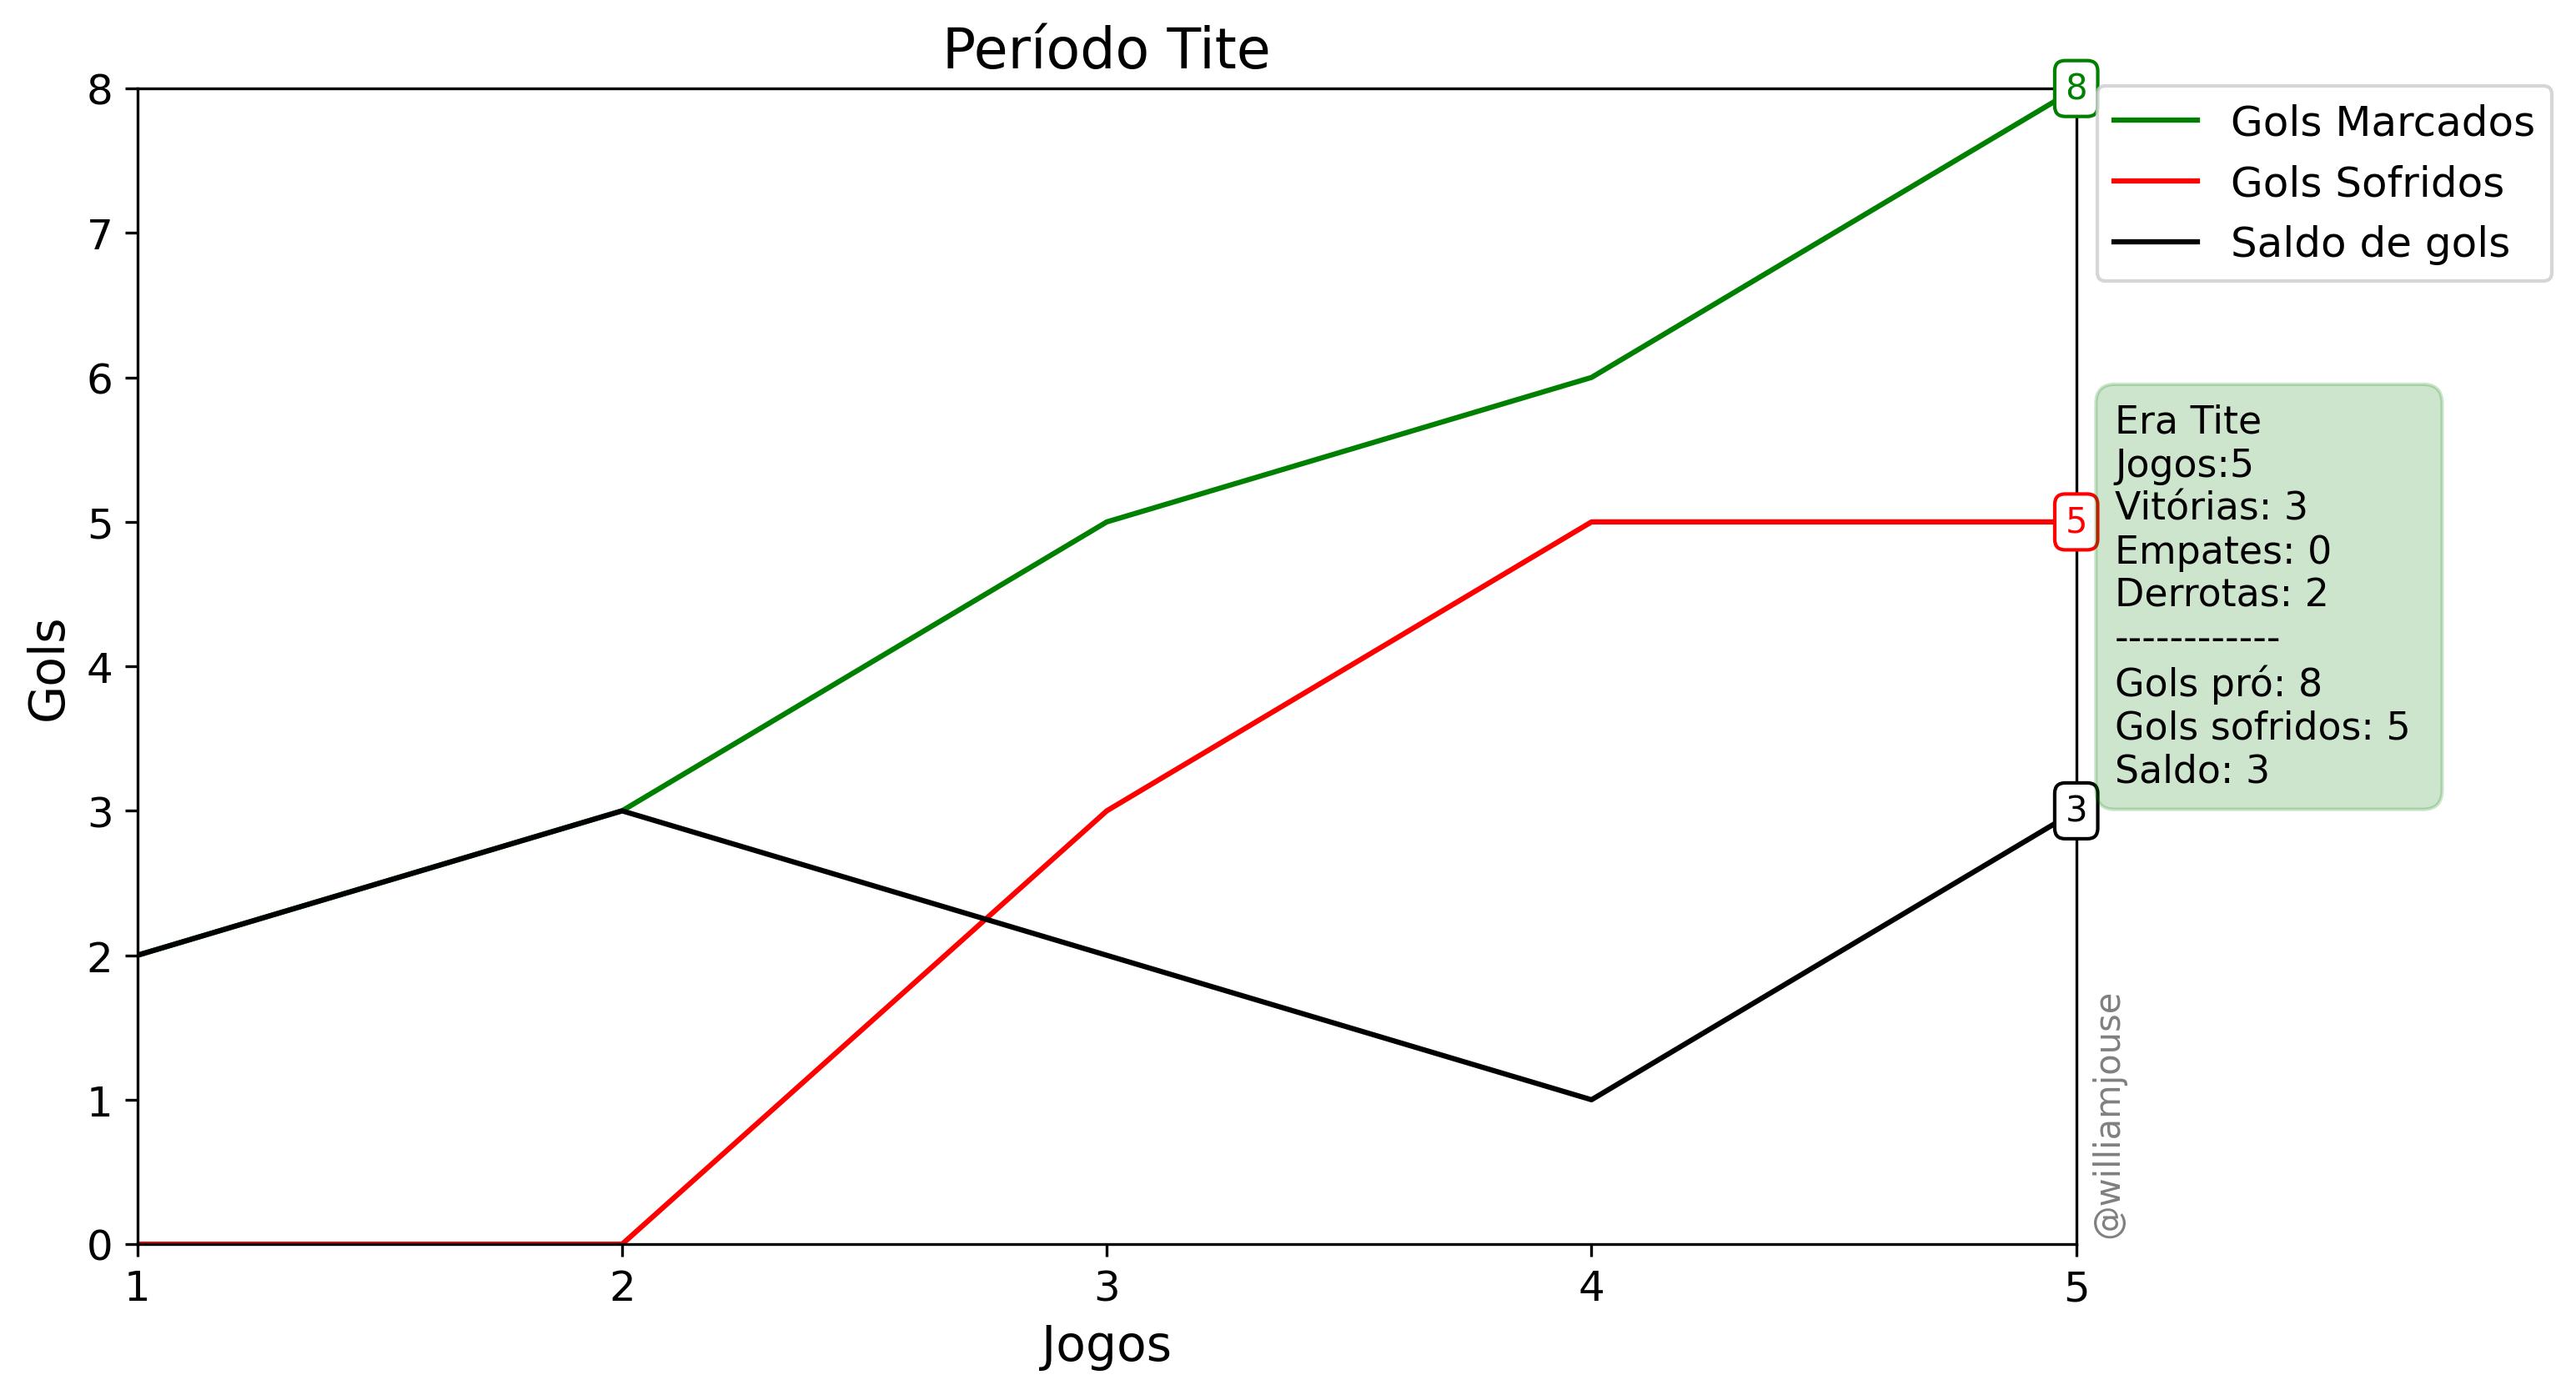 Período Tite
8
7
6
5
4
3
2
1
0
Gols
1
2
3
4
5
Jogos
8
5
3
Gols Marcados
Gols Sofridos
Saldo de gols
Era Tite
Jogos:5
Vitórias: 3
Empates: 0
Derrotas: 2
------------
Gols pró: 8
Gols sofridos: 5
Saldo: 3
@williamjouse